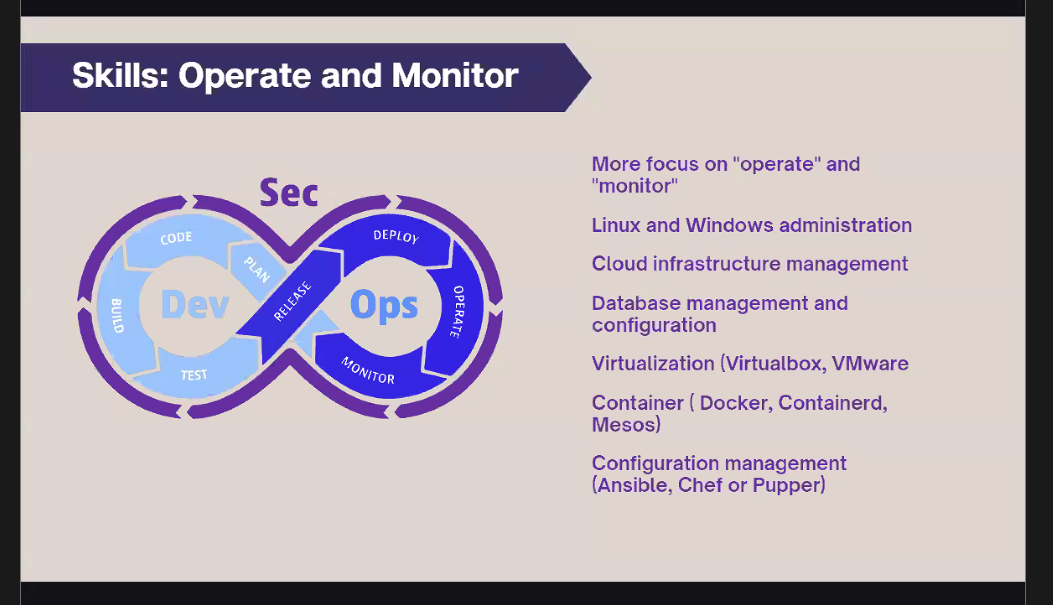 Skills: Operate and Monitor
Sec
CODE
PLAN
BUILD
Dev
TEST
RELEASE
DEPLOY
Ops
OPERATE
MONITOR
More focus on "operate" and
"monitor"
Linux and Windows administration
Cloud infrastructure management
Database management and
configuration
Virtualization (Virtualbox, VMware
Container ( Docker, Containerd,
Mesos)
Configuration management
(Ansible, Chef or Pupper)